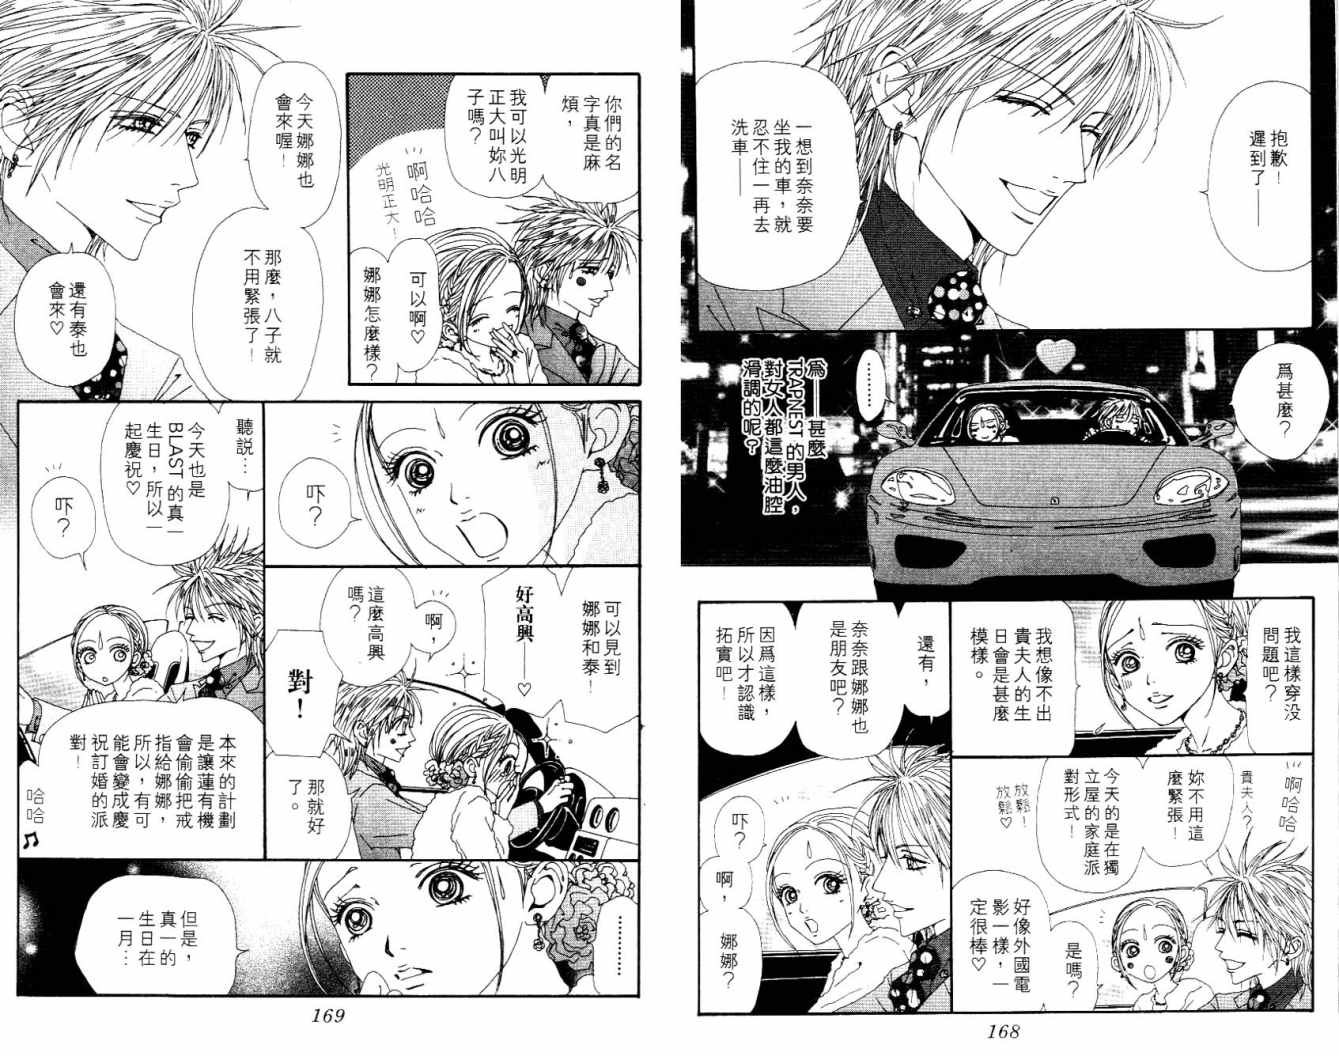 抱歉！
遲到了——
一想到奈奈要
坐我的車，就
忍不住一再去
洗車——
爲甚麼？
………
爲——甚麼
TRAPNEST的男人，
對女人都這麼油腔
滑調的呢？
我這樣穿没
問題吧？
我想像不出
貴夫人的生
日會是甚麼
模樣。
還有，
奈奈跟娜娜也
是朋友吧？
因爲這樣，
所以才認識
拓實吧！
啊哈哈
貴夫人？
妳不用這
麼緊張！
今天的是在獨
立屋的家庭派
對形式！
放鬆！
放鬆♡
好像外國電
影一樣，一
定很棒♡
是嗎？
吓？
啊，
娜娜？
168
你們的名
字真是麻
煩，
我可以光明
正大叫妳八
子嗎？
啊哈哈
光明正大！
可以啊♡
娜娜怎麼樣？
今天娜娜也
會來喔！
那麼，八子就
不用緊張了！
還有泰也
會來♡
吓？
聽説…
今天也是
BLAST的真一
生日，所以一
起慶祝♡
吓？
可以見到
娜娜和泰！
好高興——♡
啊，
這麼高興
嗎？
對！
那就好
了。
本來的計劃
是讓蓮有機
會偷偷把戒
指給娜娜，
所以，有可
能會變成慶
祝訂婚的派
對！
哈哈♫
………
但是，
真一的
生日在
一月…
169